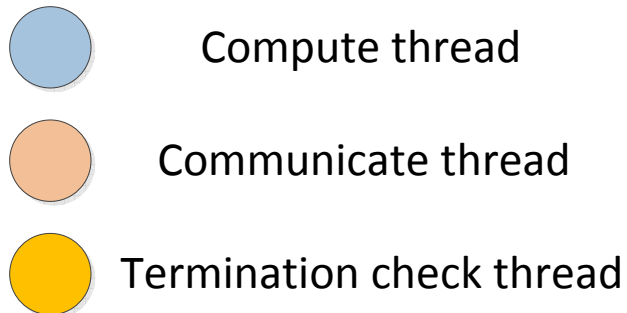 Compute thread
Communicate thread
Termination check thread